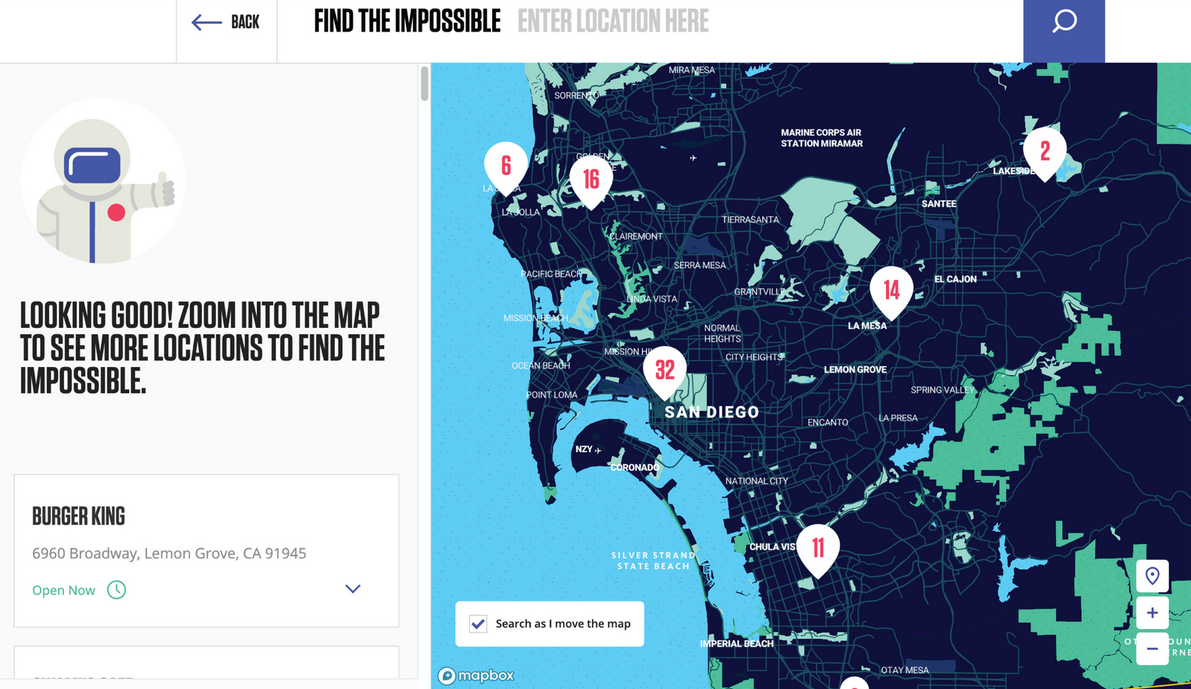 BACK
FIND THE IMPOSSIBLE ENTER LOCATION HERE
LOOKING GOOD! ZOOM INTO THE MAP
TO SEE MORE LOCATIONS TO FIND THE
IMPOSSIBLE.
BURGER KING
6960 Broadway, Lemon Grove, CA 91945
Open Now
MIRA MESA
SORRENTO
MARINE CORPS AIR
STATION MIRAMAR
GOLDEN
6
16
2
LAKESIDE
LA JOLLA
LA JOLLA
SANTEE
TIERRASANTA
CLAIREMONT
SERRA MESA
PACIFIC BEACH
EL CAJON
LINDA VISTA
GRANTVILLE
14
MISSION BEACH
LA MESA
NORMAL
HEIGHTS
MISSION HI
CITY HEIGHTS
OCEAN BEACH
32
LEMON GROVE
POINT LOMA
SPRING VALLEY
SAN DIEGO
LA PRESA
ENCANTO
NZY
CORONADO
NATIONAL CITY
CHULA VIS
11
SILVER STRAND
STATE BEACH
Search as I move the map
+
−
IMPERIAL BEACH
OTAY MESA
mapbox